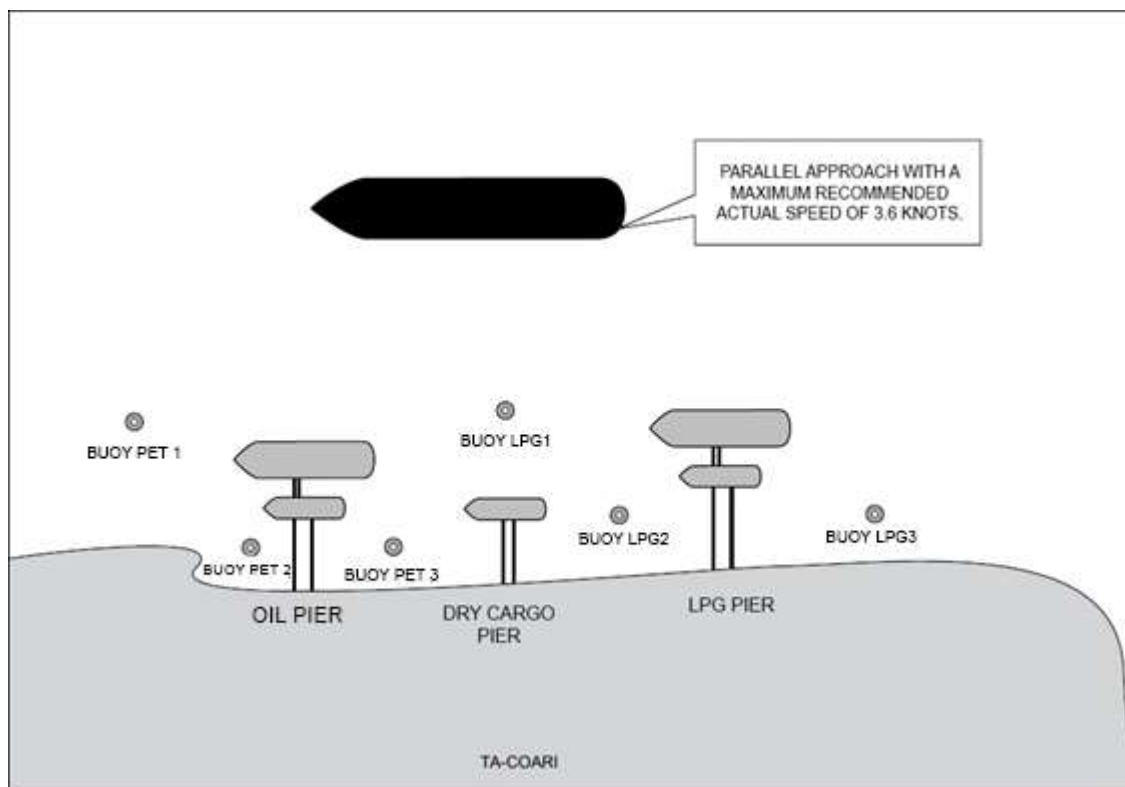 PARALLEL APPROACH WITH A
MAXIMUM RECOMMENDED
ACTUAL SPEED OF 3.6 KNOTS.
BUOY PET 1
BUOY LPG1
BUOY LPG2
BUOY LPG3
BUOY PET 2
BUOY PET 3
OIL PIER
DRY CARGO
PIER
LPG PIER
TA-COARI